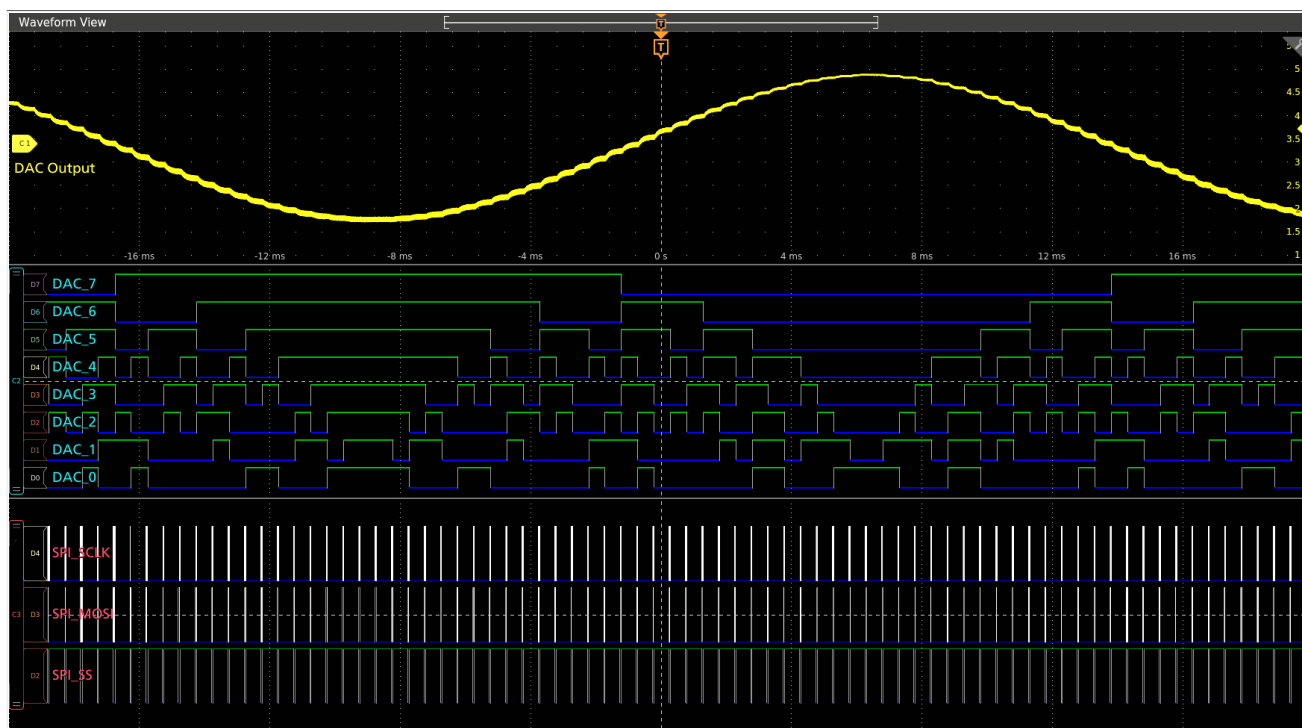 Waveform View
T
T
5
4.5
4
C1
3.5
3
DAC Output
2.5
2
1.5
-16 ms -12 ms -8 ms -4 ms 0 s 4 ms 8 ms 12 ms 16 ms 1
D7 DAC_7
D6 DAC_6
D5 DAC_5
D4 DAC_4
C2
D3 DAC_3
D2 DAC_2
D1 DAC_1
D0 DAC_0
D4 SPI_SCLK
C3 D3 SPI_MOSI
D2 SPI_SS